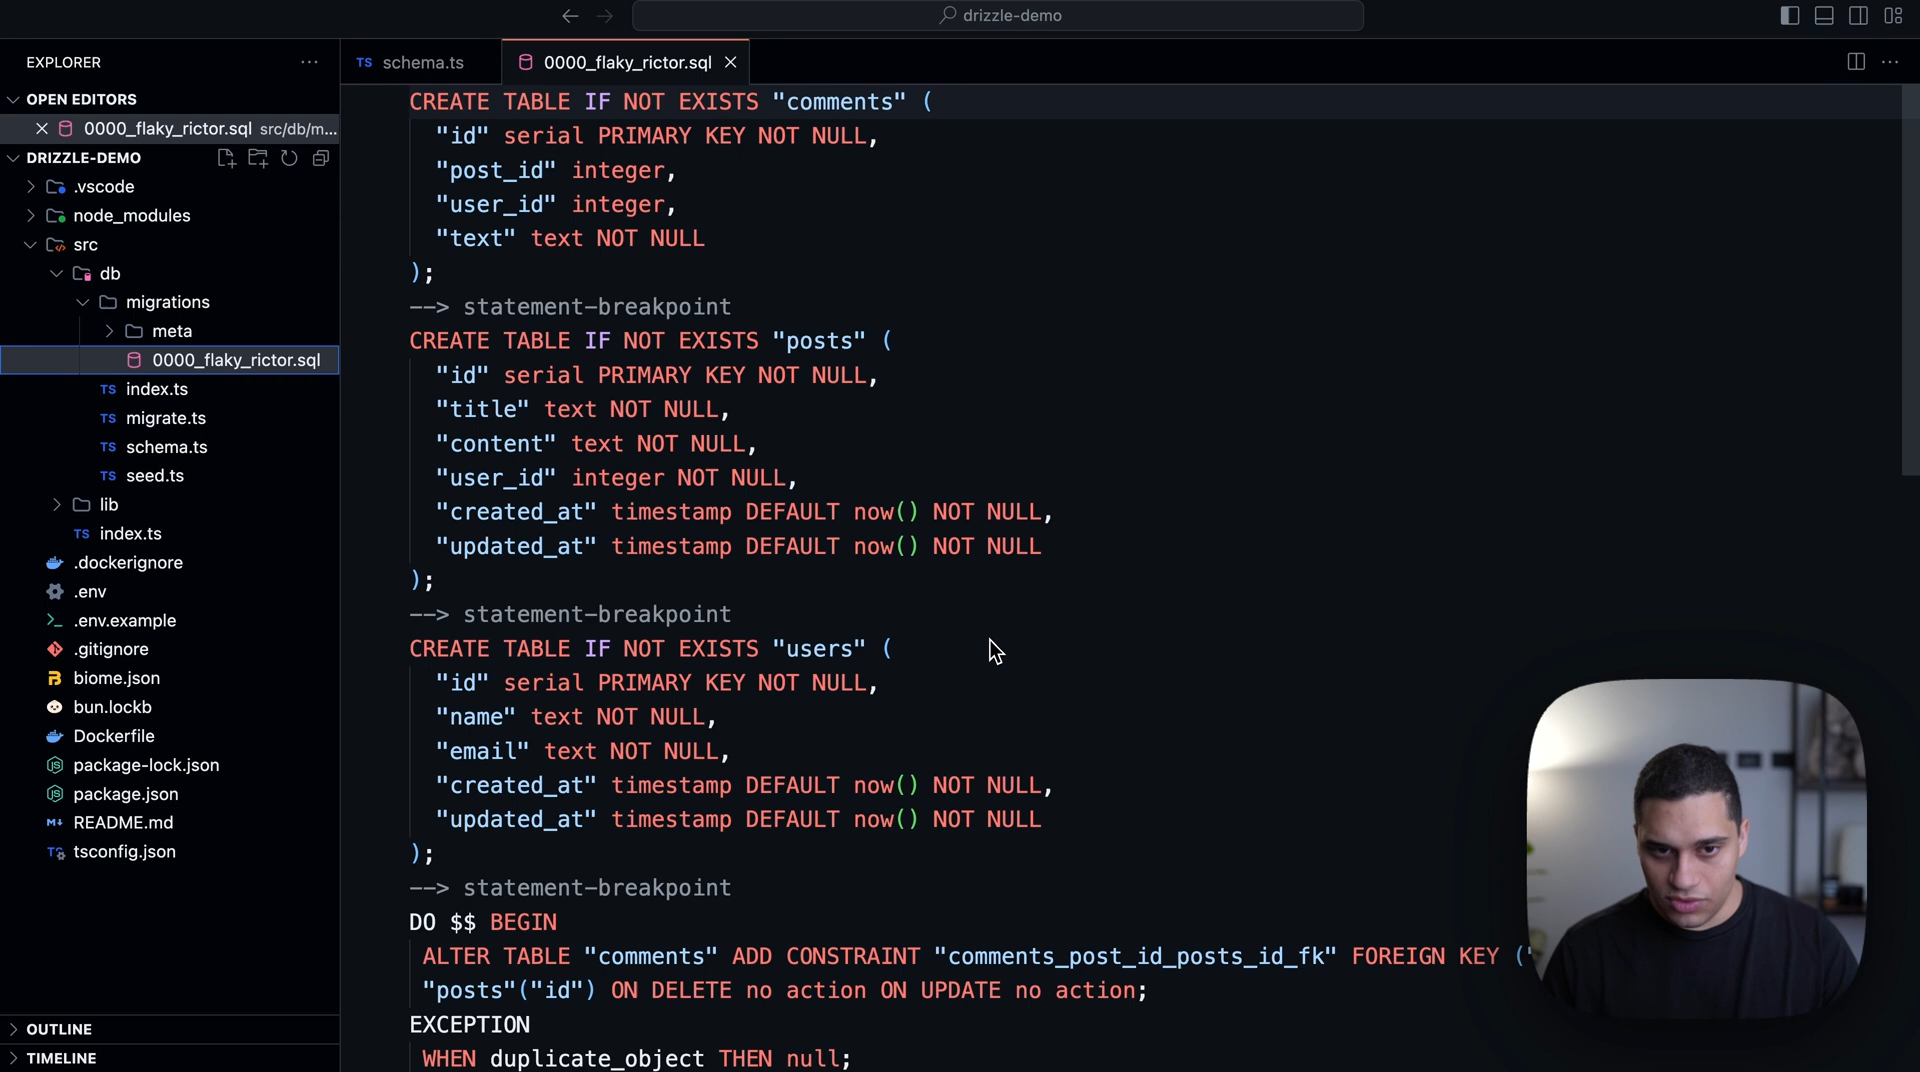 drizzle-demo
EXPLORER
OPEN EDITORS
0000_flaky_rictor.sql src/db/m...
DRIZZLE-DEMO
.vscode
node_modules
src
db
migrations
meta
0000_flaky_rictor.sql
TS index.ts
TS migrate.ts
TS schema.ts
TS seed.ts
lib
TS index.ts
.dockerignore
.env
.env.example
.gitignore
biome.json
bun.lockb
Dockerfile
package-lock.json
package.json
README.md
tsconfig.json
OUTLINE
TIMELINE
TS schema.ts
0000_flaky_rictor.sql
CREATE TABLE IF NOT EXISTS "comments" (
"id" serial PRIMARY KEY NOT NULL,
"post_id" integer,
"user_id" integer,
"text" text NOT NULL
);
--> statement-breakpoint
CREATE TABLE IF NOT EXISTS "posts" (
"id" serial PRIMARY KEY NOT NULL,
"title" text NOT NULL,
"content" text NOT NULL,
"user_id" integer NOT NULL,
"created_at" timestamp DEFAULT now() NOT NULL,
"updated_at" timestamp DEFAULT now() NOT NULL
);
--> statement-breakpoint
CREATE TABLE IF NOT EXISTS "users" (
"id" serial PRIMARY KEY NOT NULL,
"name" text NOT NULL,
"email" text NOT NULL,
"created_at" timestamp DEFAULT now() NOT NULL,
"updated_at" timestamp DEFAULT now() NOT NULL
);
--> statement-breakpoint
DO $$ BEGIN
ALTER TABLE "comments" ADD CONSTRAINT "comments_post_id_posts_id_fk" FOREIGN KEY ("
"posts"("id") ON DELETE no action ON UPDATE no action;
EXCEPTION
WHEN duplicate_object THEN null;